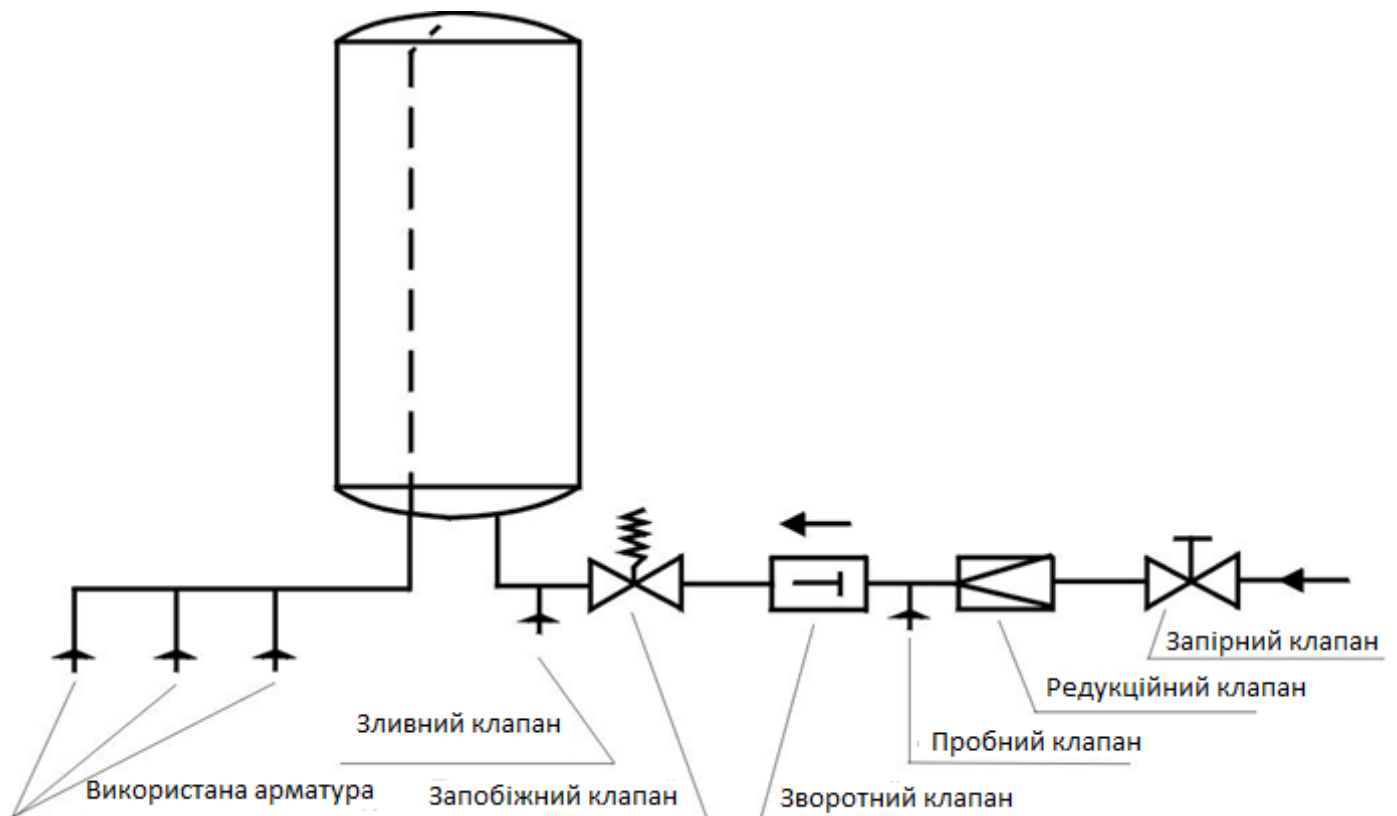 Запірний клапан
Редукційний клапан
Зливний клапан
Пробний клапан
Використана арматура
Запобіжний клапан
Зворотний клапан